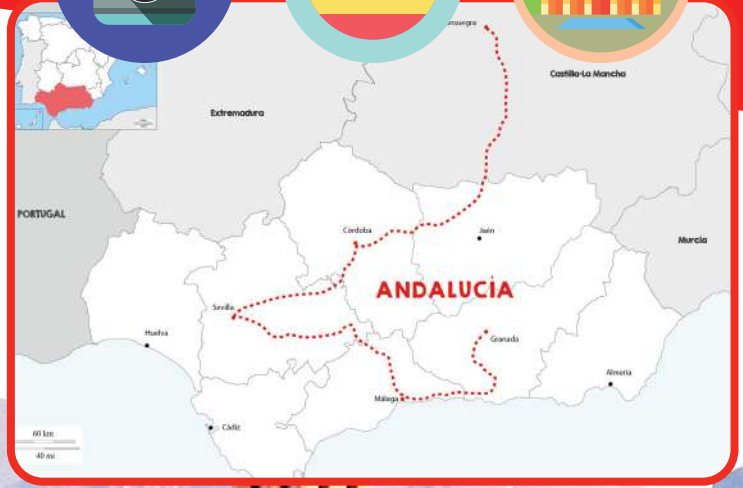 Castilla-La Mancha
Extremadura
PORTUGAL
Córdoba
Jaén
Murcia
ANDALUCÍA
Sevilla
Huelva
Granada
Almería
Málaga
Cádiz
60 km
40 mi